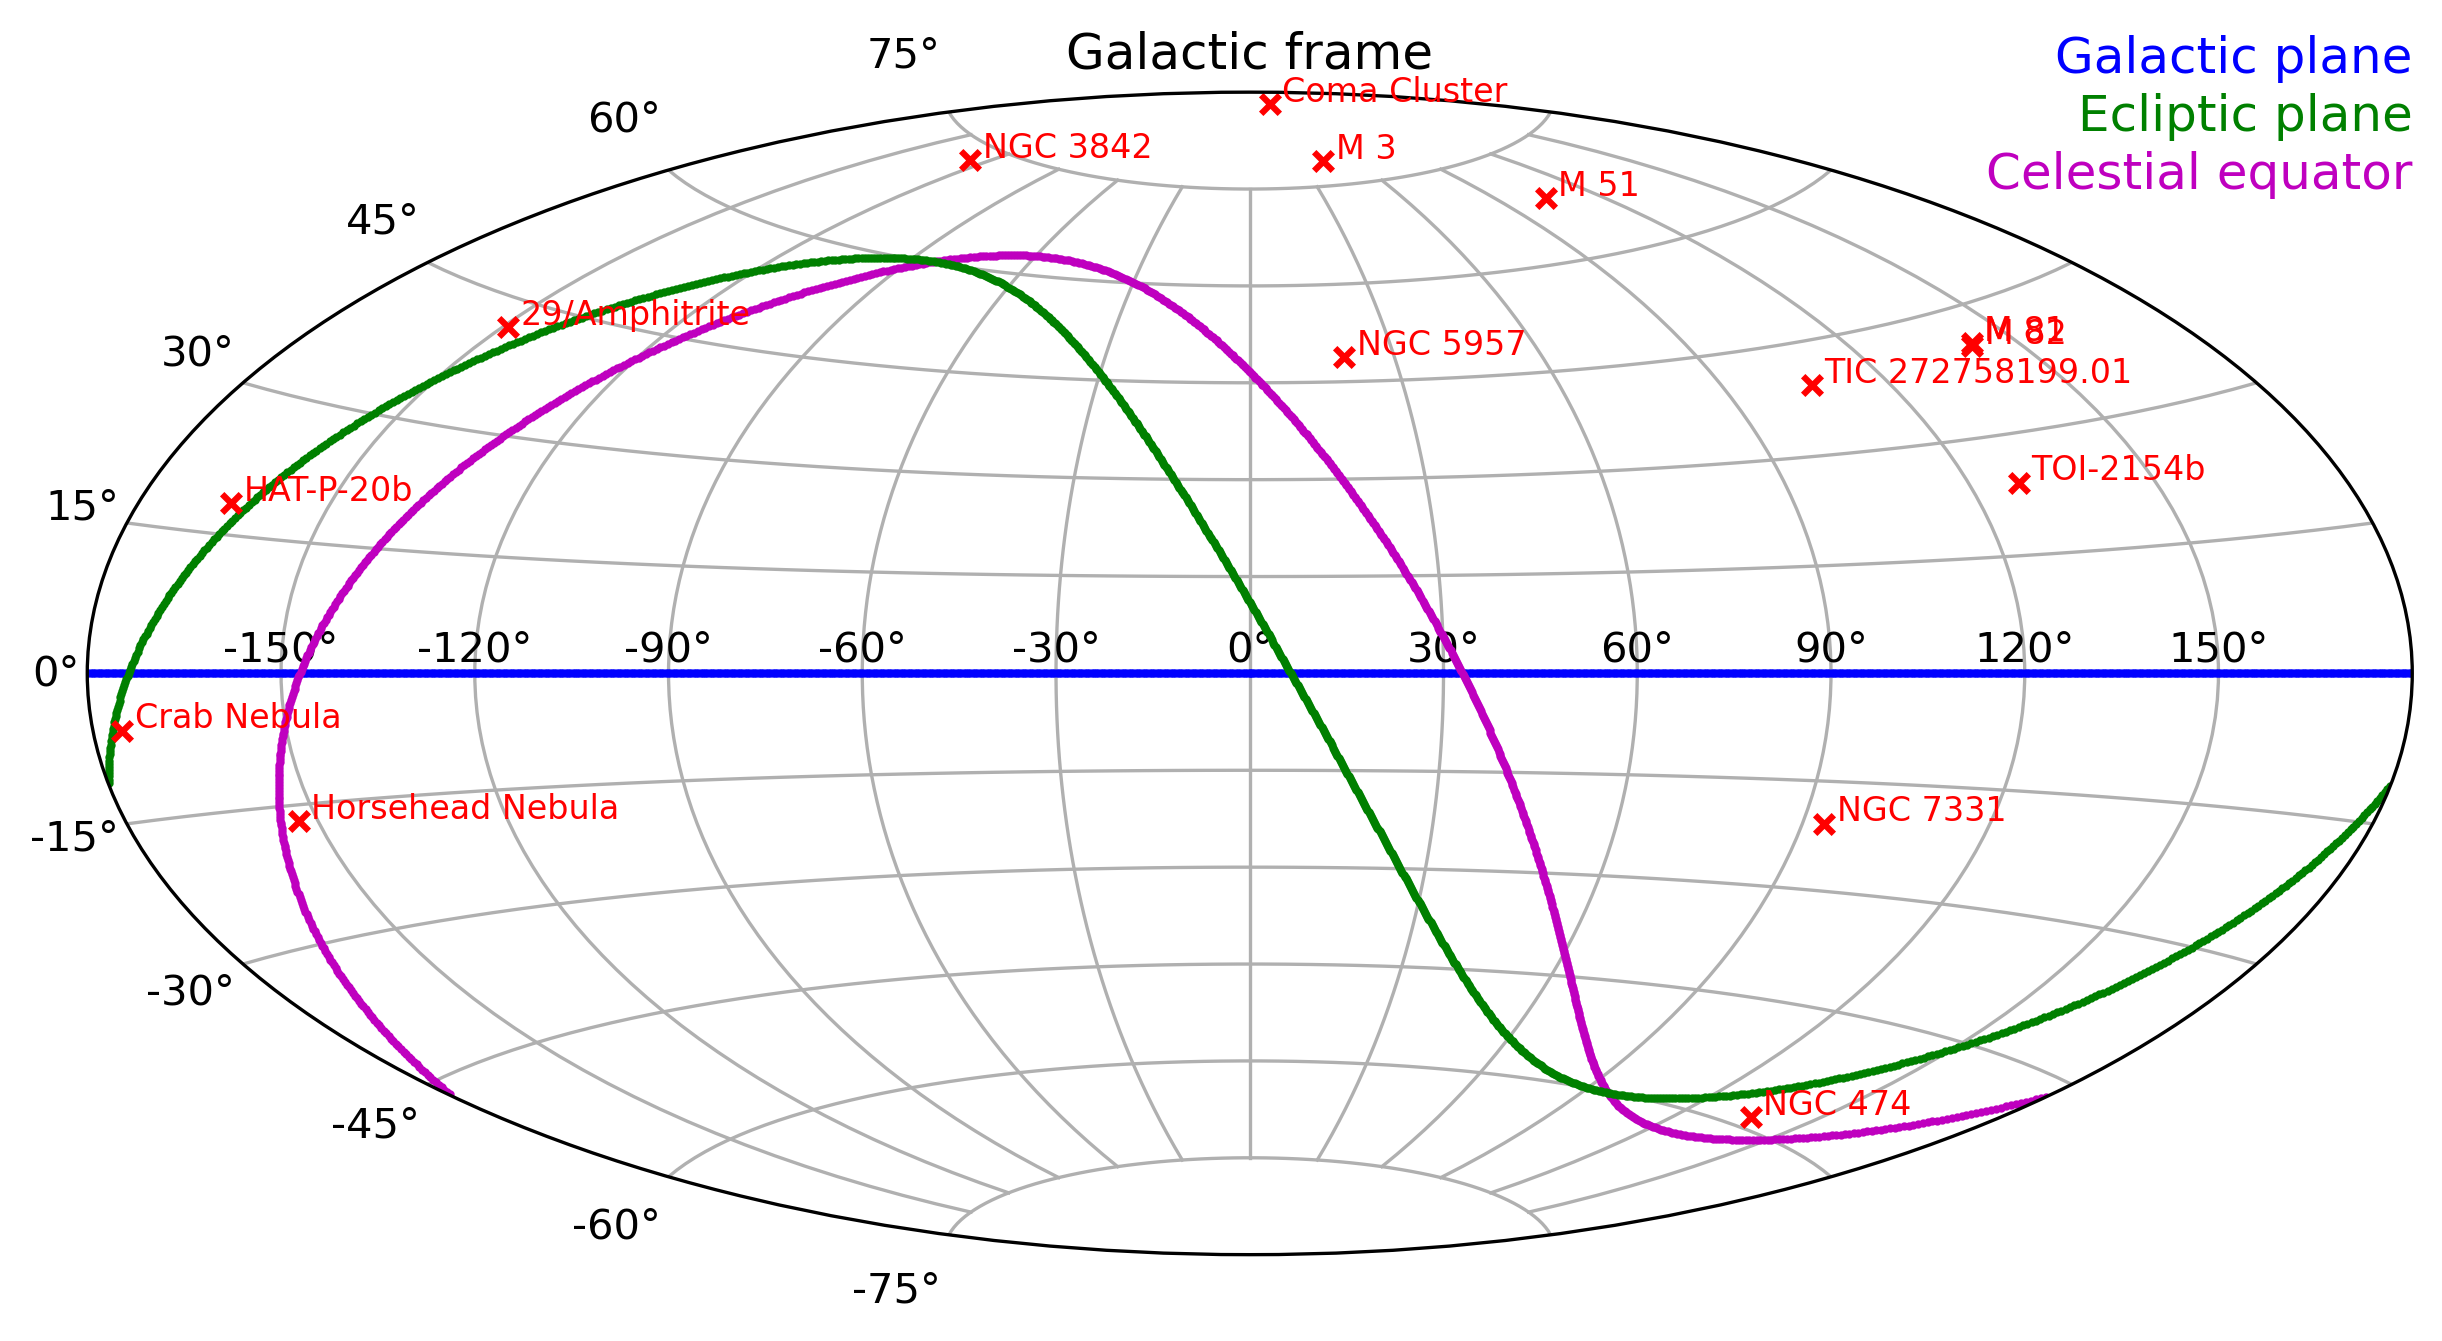 75°
Galactic frame
Galactic plane
Ecliptic plane
Celestial equator
60°
Coma Cluster
NGC 3842
M 3
M 51
45°
29/Amphitrite
NGC 5957
M 81
M 82
TIC 272758199.01
30°
HAT-P-20b
TOI-2154b
15°
-150°
-120°
-90°
-60°
-30°
0°
30°
60°
90°
120°
150°
0°
Crab Nebula
Horsehead Nebula
NGC 7331
-15°
-30°
NGC 474
-45°
-60°
-75°